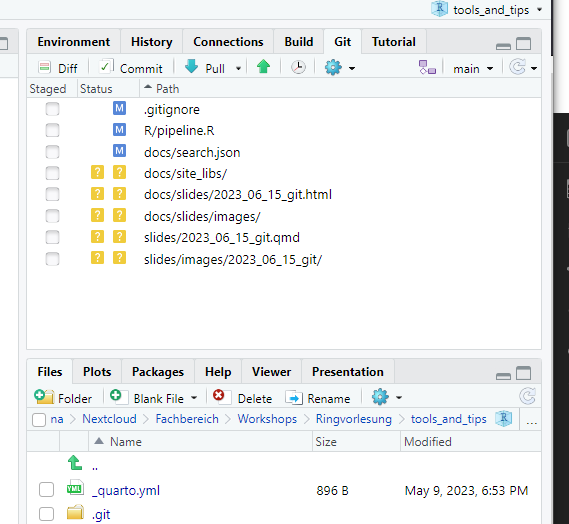 tools_and_tips
Environment History Connections Build Git Tutorial
Diff Commit Pull main
Staged Status Path
M .gitignore
M R/pipeline.R
M docs/search.json
? ? docs/site_libs/
? ? docs/slides/2023_06_15_git.html
? ? docs/slides/images/
? ? slides/2023_06_15_git.qmd
? ? slides/images/2023_06_15_git/
Files Plots Packages Help Viewer Presentation
Folder Blank File Delete Rename
na Nextcloud Fachbereich Workshops Ringvorlesung tools_and_tips R ...
Name Size Modified
..
YML _quarto.yml 896 B May 9, 2023, 6:53 PM
.git